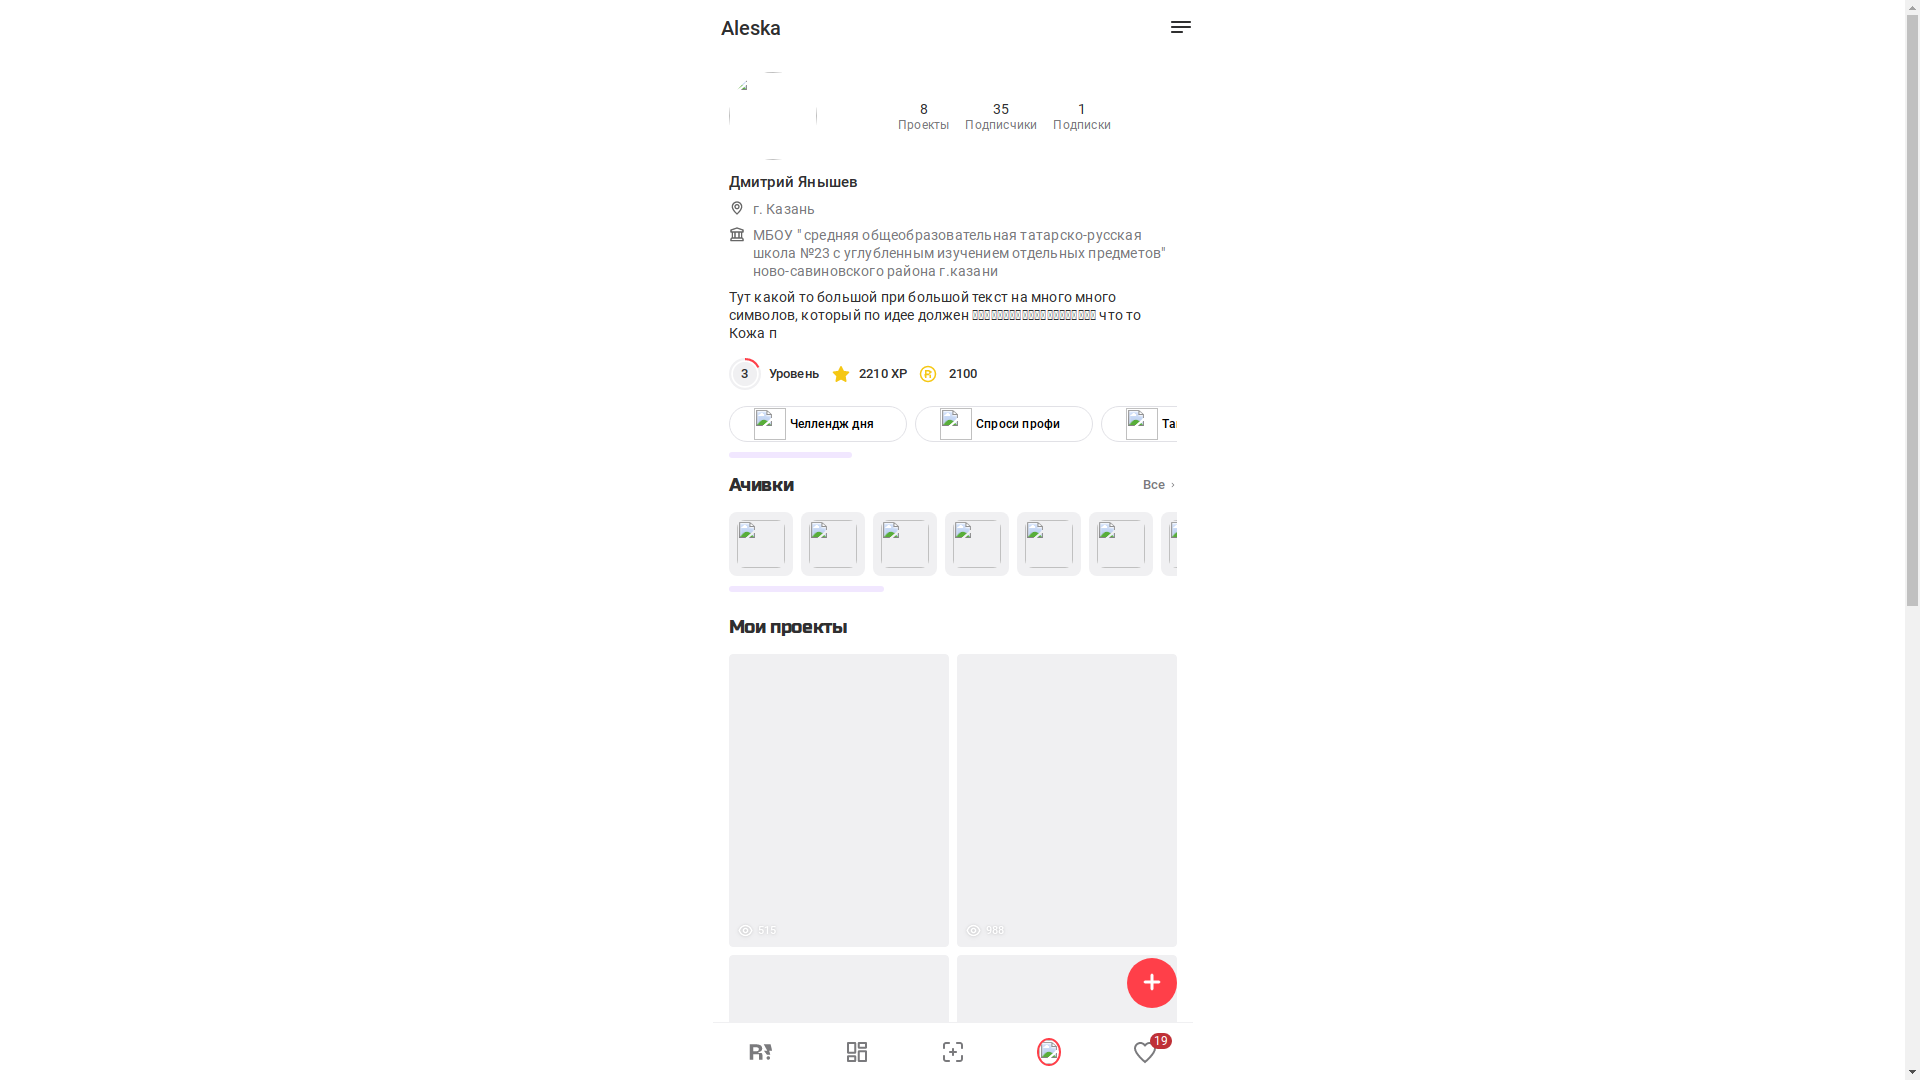 Aleska
8
Проекты
35
Подписчики
1
Подписки
Дмитрий Янышев
г. Казань
МБОУ "средняя общеобразовательная татарско-русская
школа №23 с углубленным изучением отдельных предметов"
ново-савиновского района г.казани
Тут какой то большой при большой текст на много много
символов, который по идее должен что то
Кожа п
3 Уровень 2210 XP 2100
Челлендж дня
Спроси профи
Ачивки
Все
Мои проекты
515
988
R
19